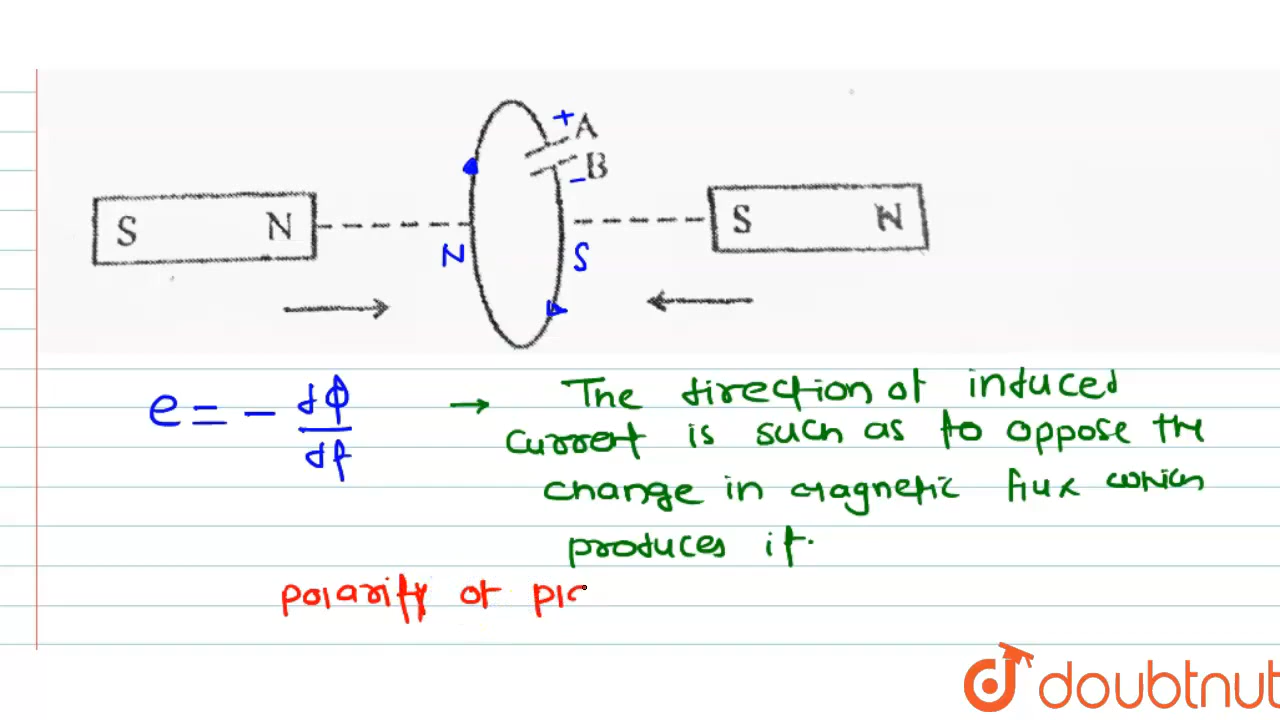 + A
- B
S N
S N
N S
e = - dϕ/dt → The direction of induced
current is such as to oppose the
change in magnetic flux which
produces it.
polarity of pla
doubtnut